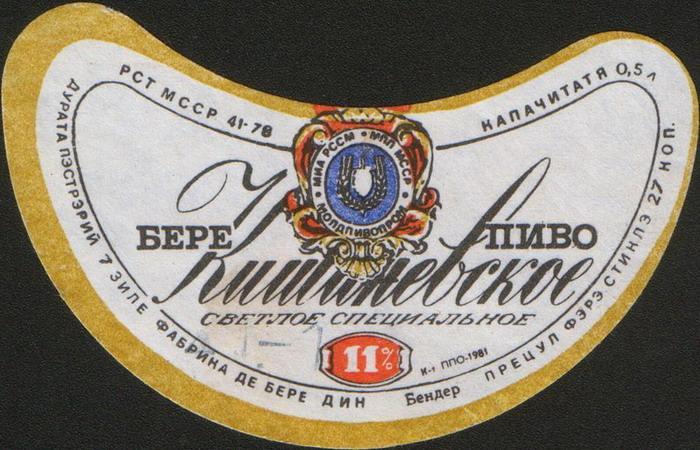 РСТ МССР 41-78
КАПАЧИТАТЯ 0,5 л
ДУРАТА ПЭСТРЭРИЙ 7 ЗИЛЕ
МИА РССМ • МПП МССР •
МОЛДПИВОПРОМ
БЕРЕ ПИВО
Кишиневское
СВЕТЛОЕ СПЕЦИАЛЬНОЕ
11%
К-1 ППО-1981
ФАБРИКА ДЕ БЕРЕ ДИН Бендер
ПРЕЦУЛ ФЭРЭ СТИКЛЭ 27 КОП.